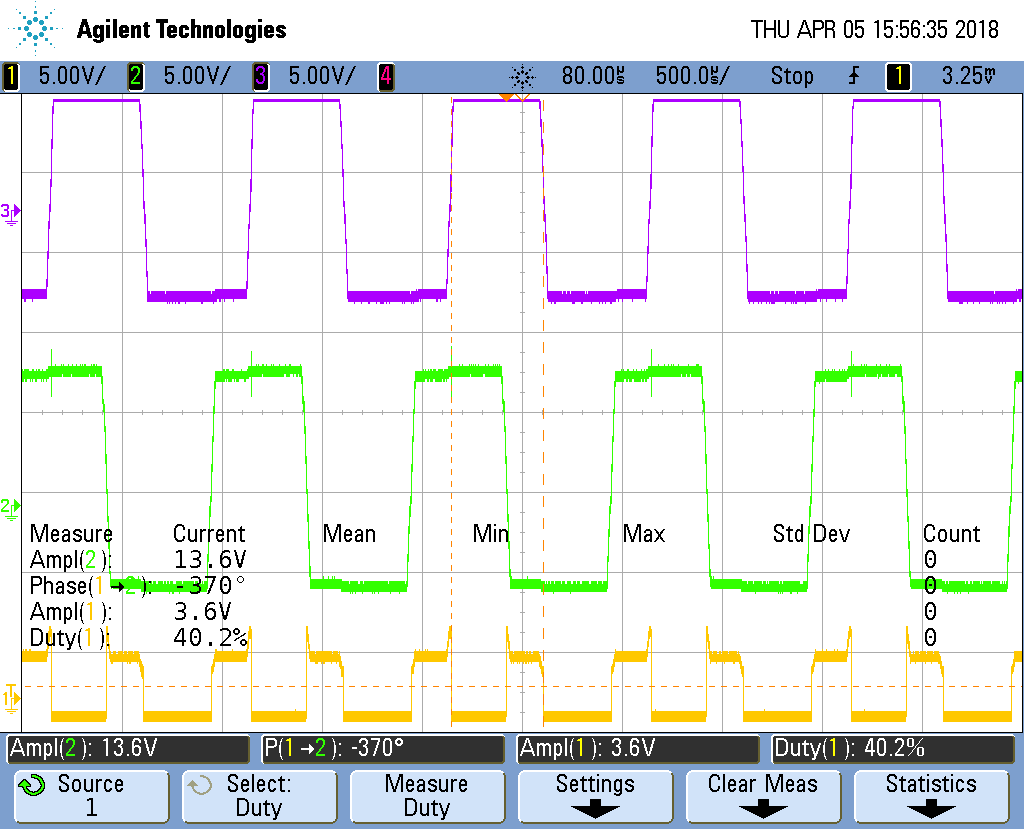 Agilent Technologies THU APR 05 15:56:35 2018
1 5.00V/ 2 5.00V/ 3 5.00V/ 4 80.00µs 500.0µs/ Stop 1 3.25mV
3
2
Measure Current Mean Min Max Std Dev Count
Ampl(2): 13.6V 0
Phase(1→2): -370° 0
Ampl(1): 3.6V 0
Duty(1): 40.2% 0
1
Ampl(2): 13.6V P(1→2): -370° Ampl(1): 3.6V Duty(1): 40.2%
Source Select: Measure Settings Clear Meas Statistics
1 Duty Duty